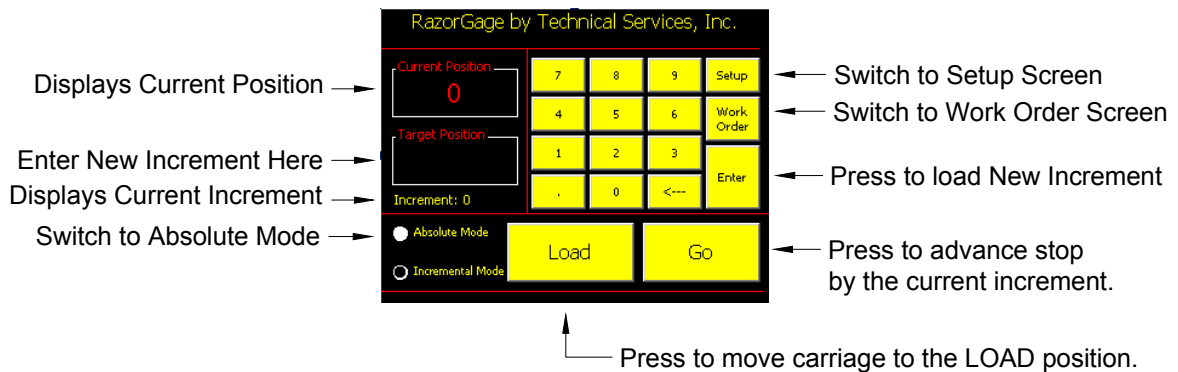 RazorGage by Technical Services, Inc.
Displays Current Position
Current Position
0
7 8 9 Setup
Switch to Setup Screen
4 5 6 Work
Order
Switch to Work Order Screen
Target Position
Enter New Increment Here
1 2 3
Enter
Press to load New Increment
Displays Current Increment
Increment: 0
. 0 <---
Switch to Absolute Mode
Absolute Mode
Incremental Mode
Load
Go
Press to advance stop
by the current increment.
Press to move carriage to the LOAD position.